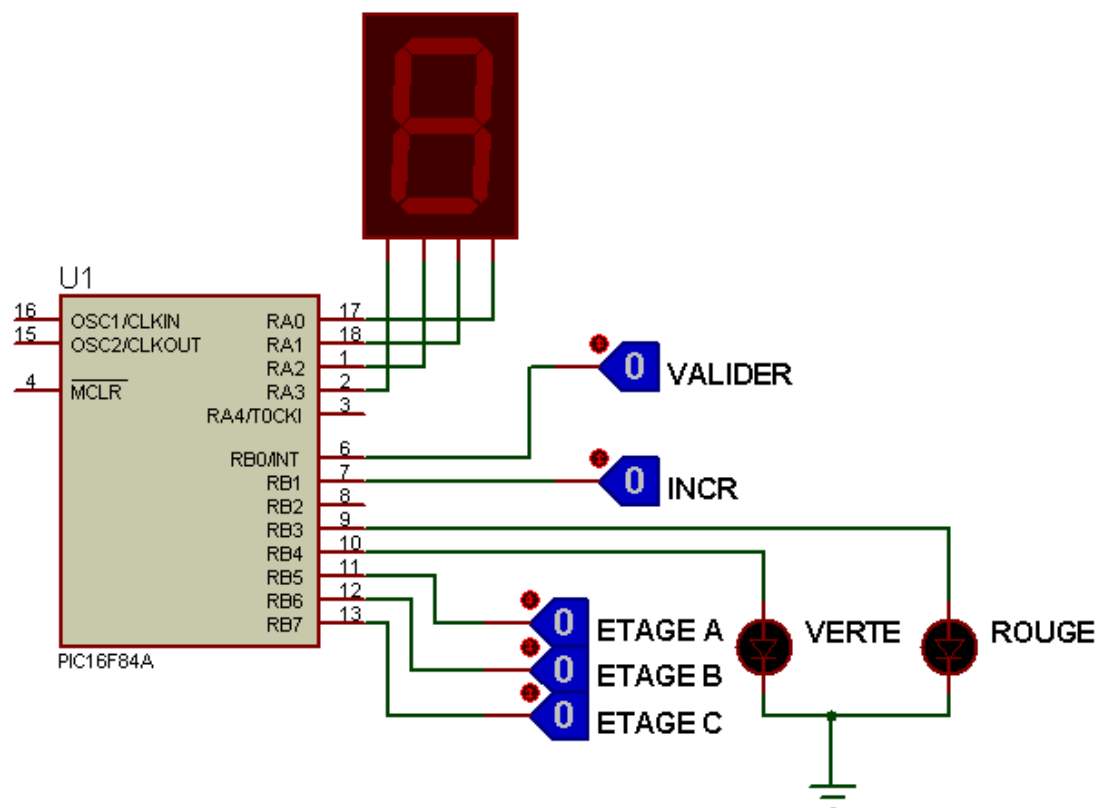 U1
16 OSC1/CLKIN RA0 17
15 OSC2/CLKOUT RA1 18
RA2 1
4 MCLR RA3 2
RA4/T0CKI 3
0 VALIDER
RB0/INT 6
RB1 7
0 INCR
RB2 8
RB3 9
RB4 10
RB5 11
RB6 12
RB7 13
0 ETAGE A
VERTE
ROUGE
0 ETAGE B
0 ETAGE C
PIC16F84A